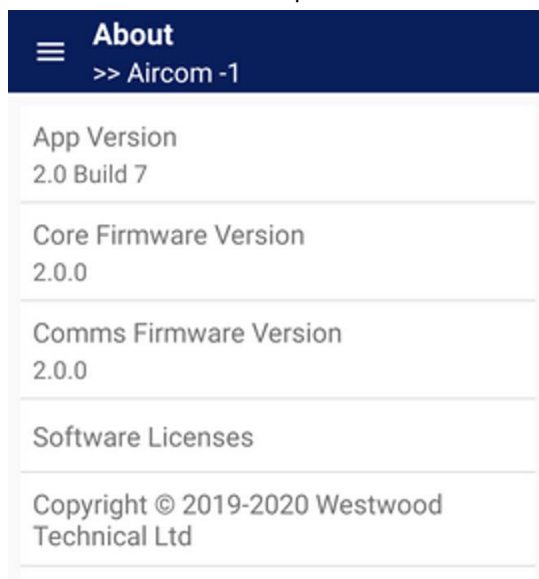 About
>> Aircom -1
App Version
2.0 Build 7
Core Firmware Version
2.0.0
Comms Firmware Version
2.0.0
Software Licenses
Copyright © 2019-2020 Westwood
Technical Ltd